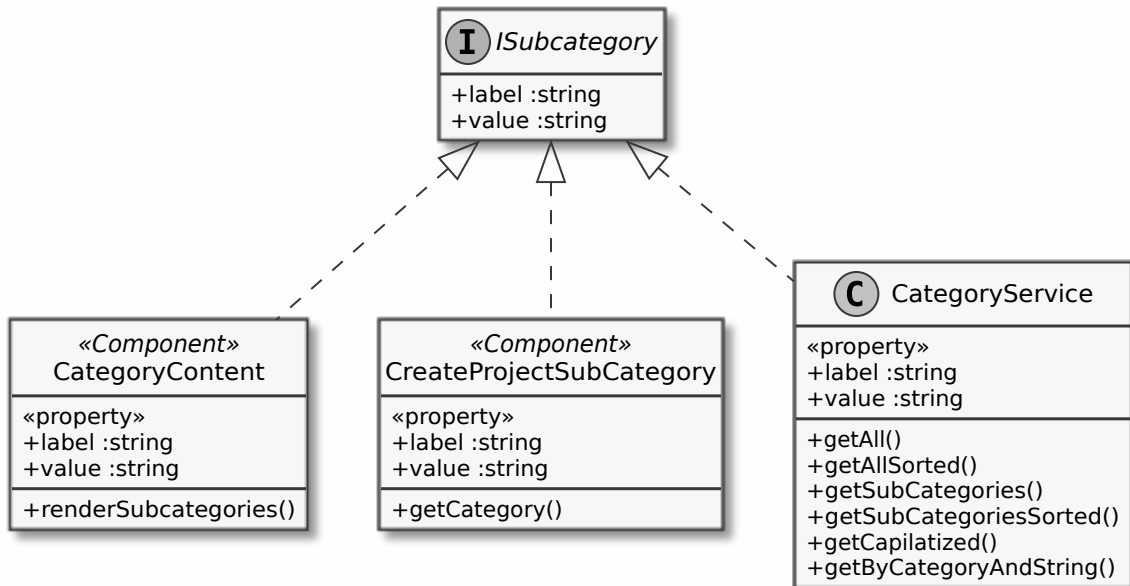 I ISubcategory
+label :string
+value :string
«Component»
CategoryContent
«property»
+label :string
+value :string
+renderSubcategories()
«Component»
CreateProjectSubCategory
«property»
+label :string
+value :string
+getCategory()
C CategoryService
«property»
+label :string
+value :string
+getAll()
+getAllSorted()
+getSubCategories()
+getSubCategoriesSorted()
+getCapilatized()
+getByCategoryAndString()